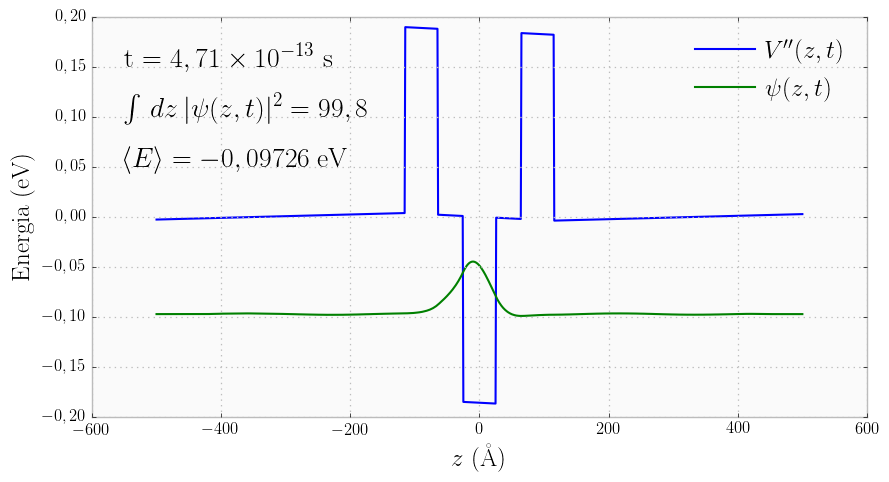 t = 4,71 × 10⁻¹³ s
∫ dz |ψ(z, t)|² = 99,8
⟨E⟩ = −0,09726 eV
V′′(z, t)
ψ(z, t)
Energia (eV)
0,20
0,15
0,10
0,05
0,00
−0,05
−0,10
−0,15
−0,20
−600 −400 −200 0 200 400 600
z (Å)